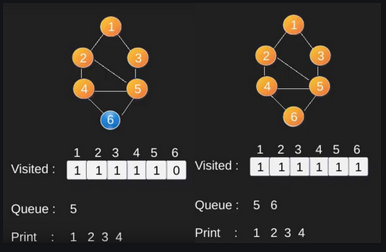 1
2 3
4 5
6
1 2 3 4 5 6
Visited : 1 1 1 1 1 0
Queue : 5
Print : 1 2 3 4
1
2 3
4 5
6
1 2 3 4 5 6
Visited : 1 1 1 1 1 1
Queue : 5 6
Print : 1 2 3 4